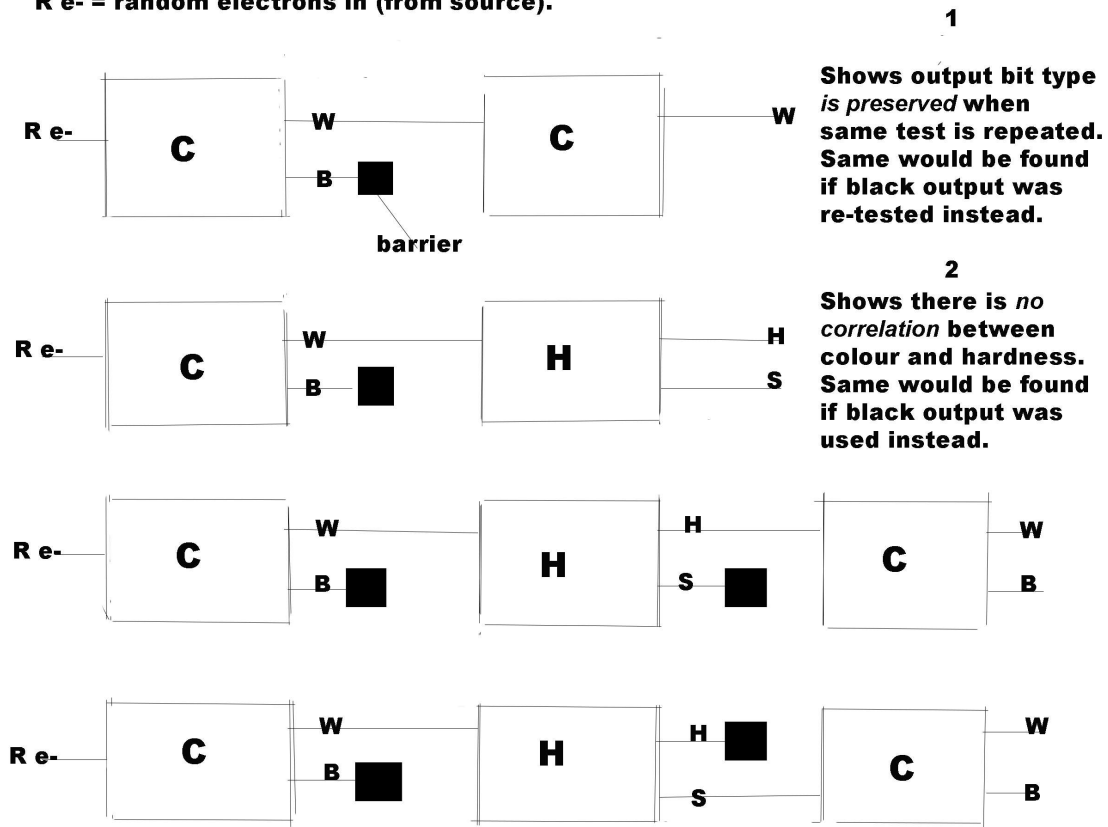 R e- = random electrons in (from source).
1
R e-
C
W
B
barrier
C
W
Shows output bit type
is preserved when
same test is repeated.
Same would be found
if black output was
re-tested instead.
2
R e-
C
W
B
H
H
S
Shows there is no
correlation between
colour and hardness.
Same would be found
if black output was
used instead.
R e-
C
W
B
H
H
S
C
W
B
R e-
C
W
B
H
H
S
C
W
B